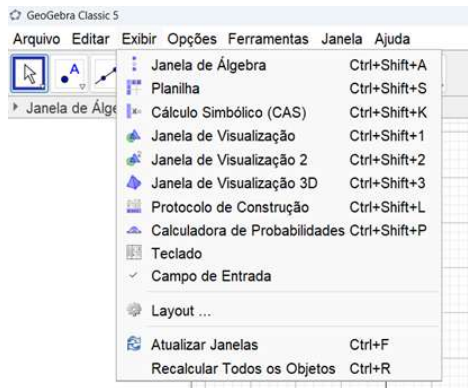 GeoGebra Classic 5
Arquivo Editar Exibir Opções Ferramentas Janela Ajuda
A
Janela de Álge
Janela de Álgebra Ctrl+Shift+A
Planilha Ctrl+Shift+S
Cálculo Simbólico (CAS) Ctrl+Shift+K
Janela de Visualização Ctrl+Shift+1
Janela de Visualização 2 Ctrl+Shift+2
Janela de Visualização 3D Ctrl+Shift+3
Protocolo de Construção Ctrl+Shift+L
Calculadora de Probabilidades Ctrl+Shift+P
Teclado
Campo de Entrada
Layout ...
Atualizar Janelas Ctrl+F
Recalcular Todos os Objetos Ctrl+R